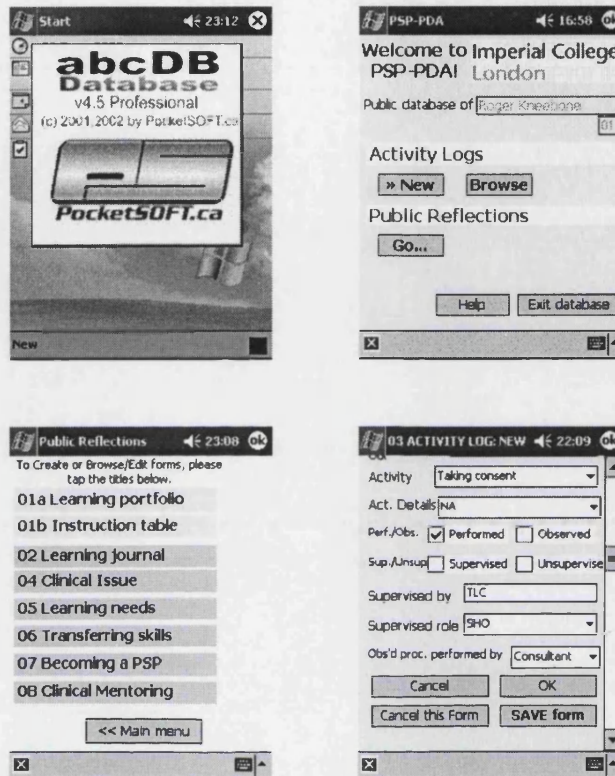 Start 23:12
abcDB
Database
v4.5 Professional
(c) 2001,2002 by PocketSOFT.ca
PocketSOFT.ca
New
PSP-PDA 16:58 ok
Welcome to Imperial College
PSP-PDA! London
Public database of Roger Kneebone
01
Activity Logs
» New Browse
Public Reflections
Go...
Help Exit database
Public Reflections 23:08 ok
To Create or Browse/Edit forms, please
tap the titles below.
01a Learning portfolio
01b Instruction table
02 Learning journal
04 Clinical Issue
05 Learning needs
06 Transferring skills
07 Becoming a PSP
08 Clinical Mentoring
<< Main menu
03 ACTIVITY LOG: NEW 22:09 ok
Activity Taking consent
Act. Details NA
Perf./Obs. Performed Observed
Sup./Unsup Supervised Unsupervise
Supervised by TLC
Supervised role SHO
Obs'd proc. performed by Consultant
Cancel OK
Cancel this Form SAVE form